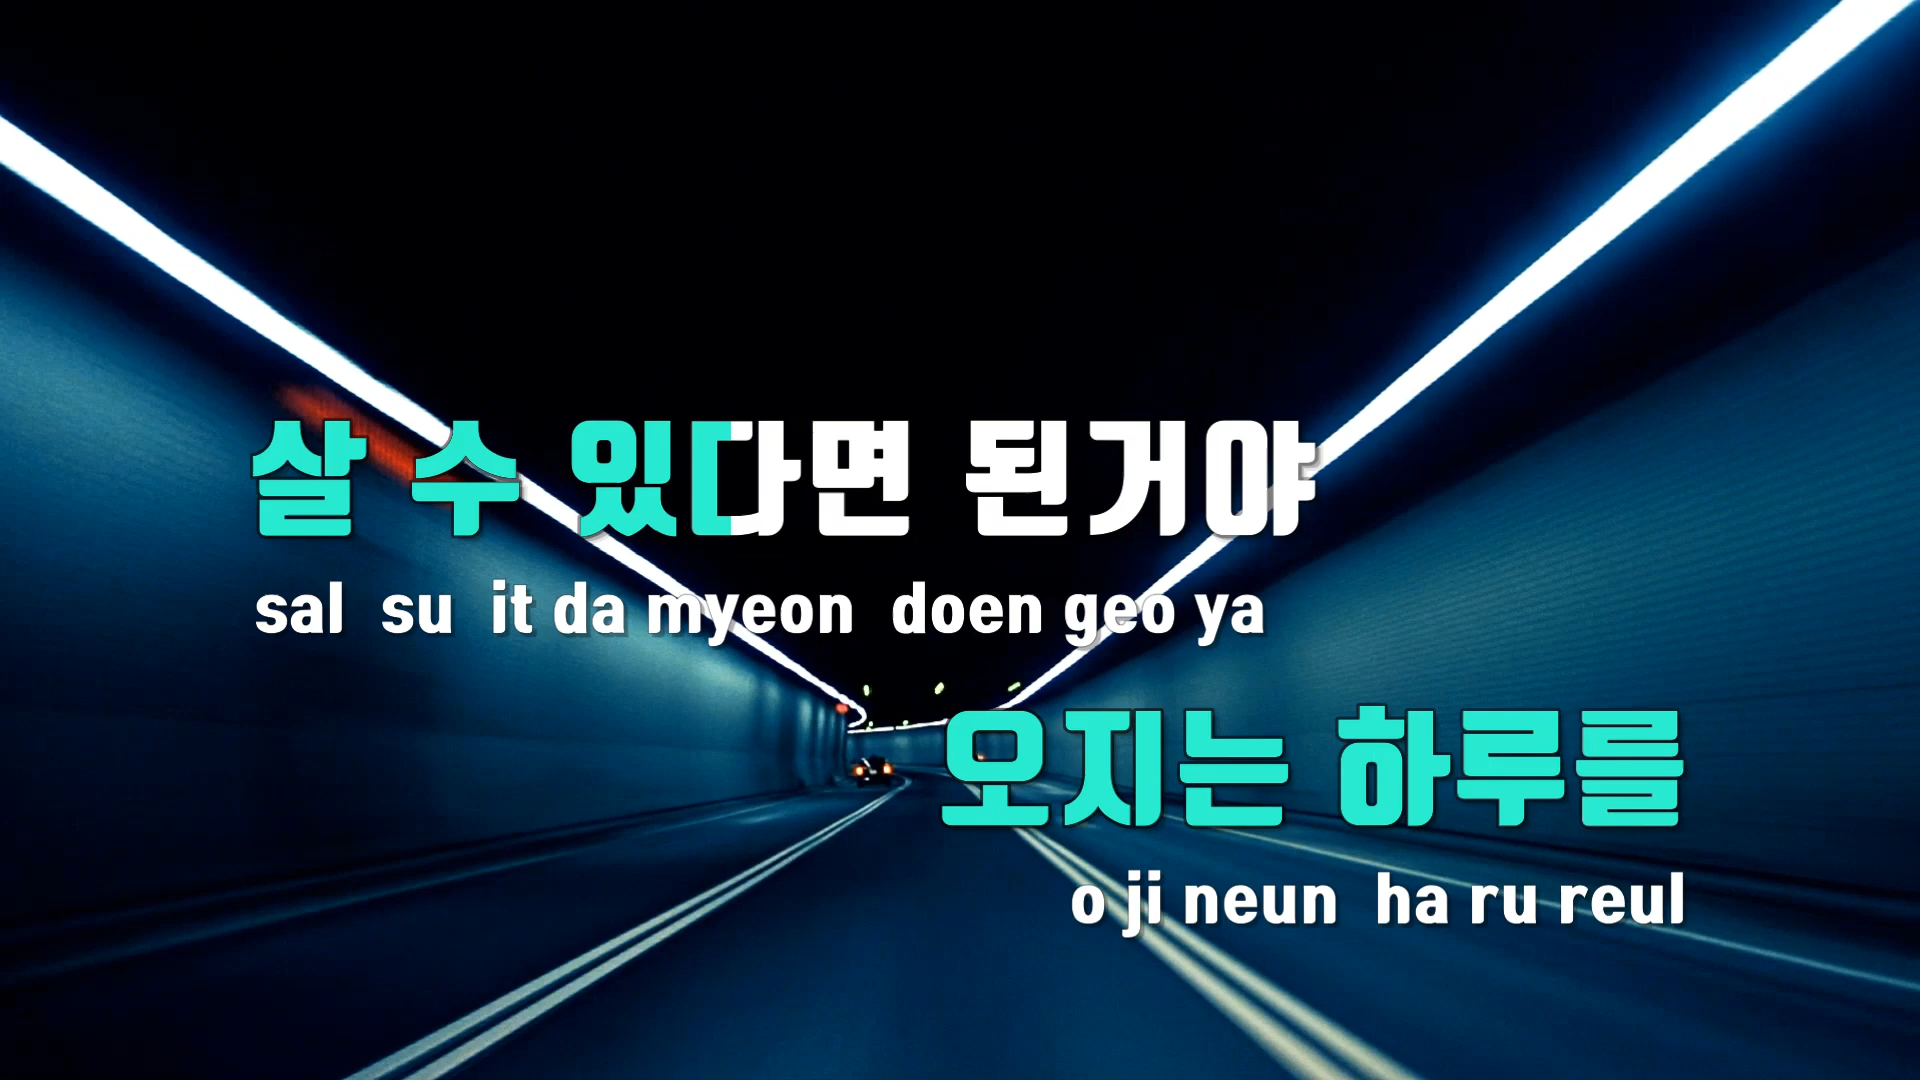 살 수 있다면 된거야
sal su it da myeon doen geo ya
오지는 하루를
o ji neun ha ru reul